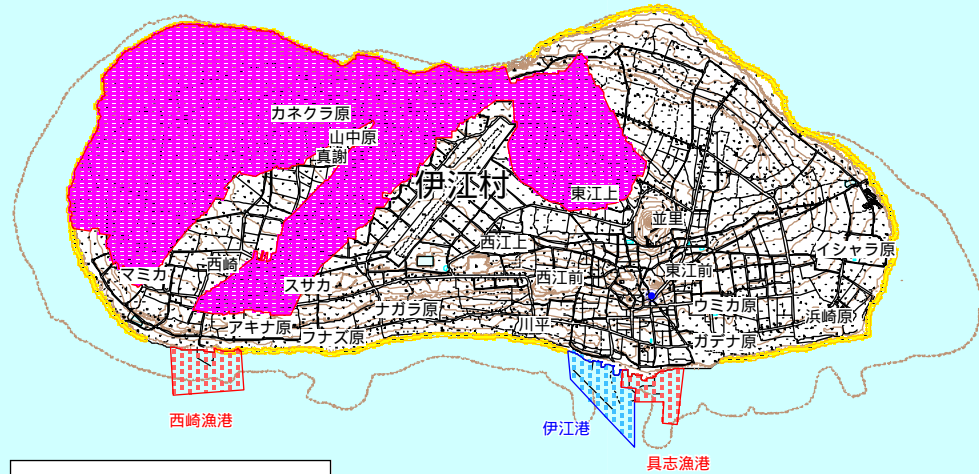 カネクラ原
山中原
真謝
伊江村
東江上
並里
西江上
イシャラ原
西崎
マミカ
スサカ
西江前
東江前
ナガラ原
ウミカ原
浜崎原
アキナ原
フナズ原
川平
ガデナ原
西崎漁港
伊江港
具志漁港